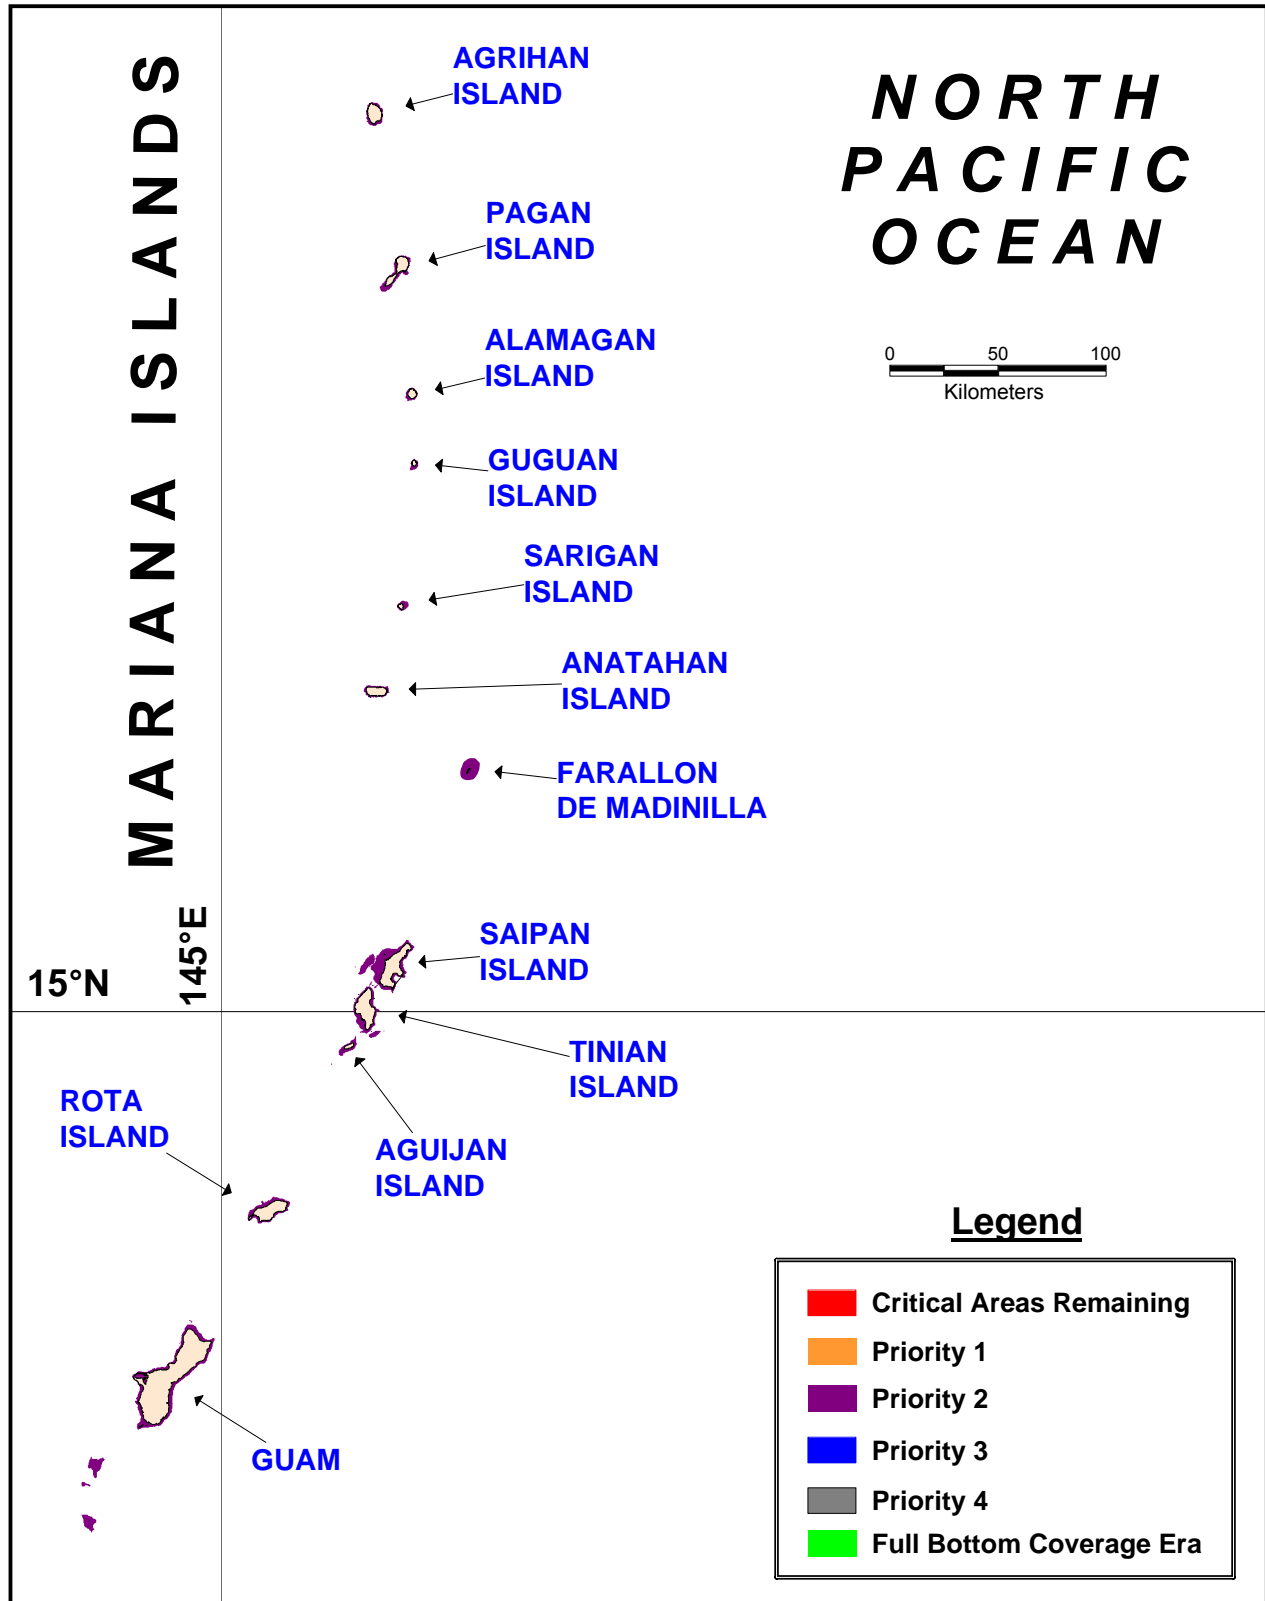 MARIANA ISLANDS
NORTH
PACIFIC
OCEAN
0 50 100
Kilometers
AGRIHAN
ISLAND
PAGAN
ISLAND
ALAMAGAN
ISLAND
GUGUAN
ISLAND
SARIGAN
ISLAND
ANATAHAN
ISLAND
FARALLON
DE MADINILLA
SAIPAN
ISLAND
15°N
145°E
TINIAN
ISLAND
ROTA
ISLAND
AGUIJAN
ISLAND
GUAM
Legend
Critical Areas Remaining
Priority 1
Priority 2
Priority 3
Priority 4
Full Bottom Coverage Era